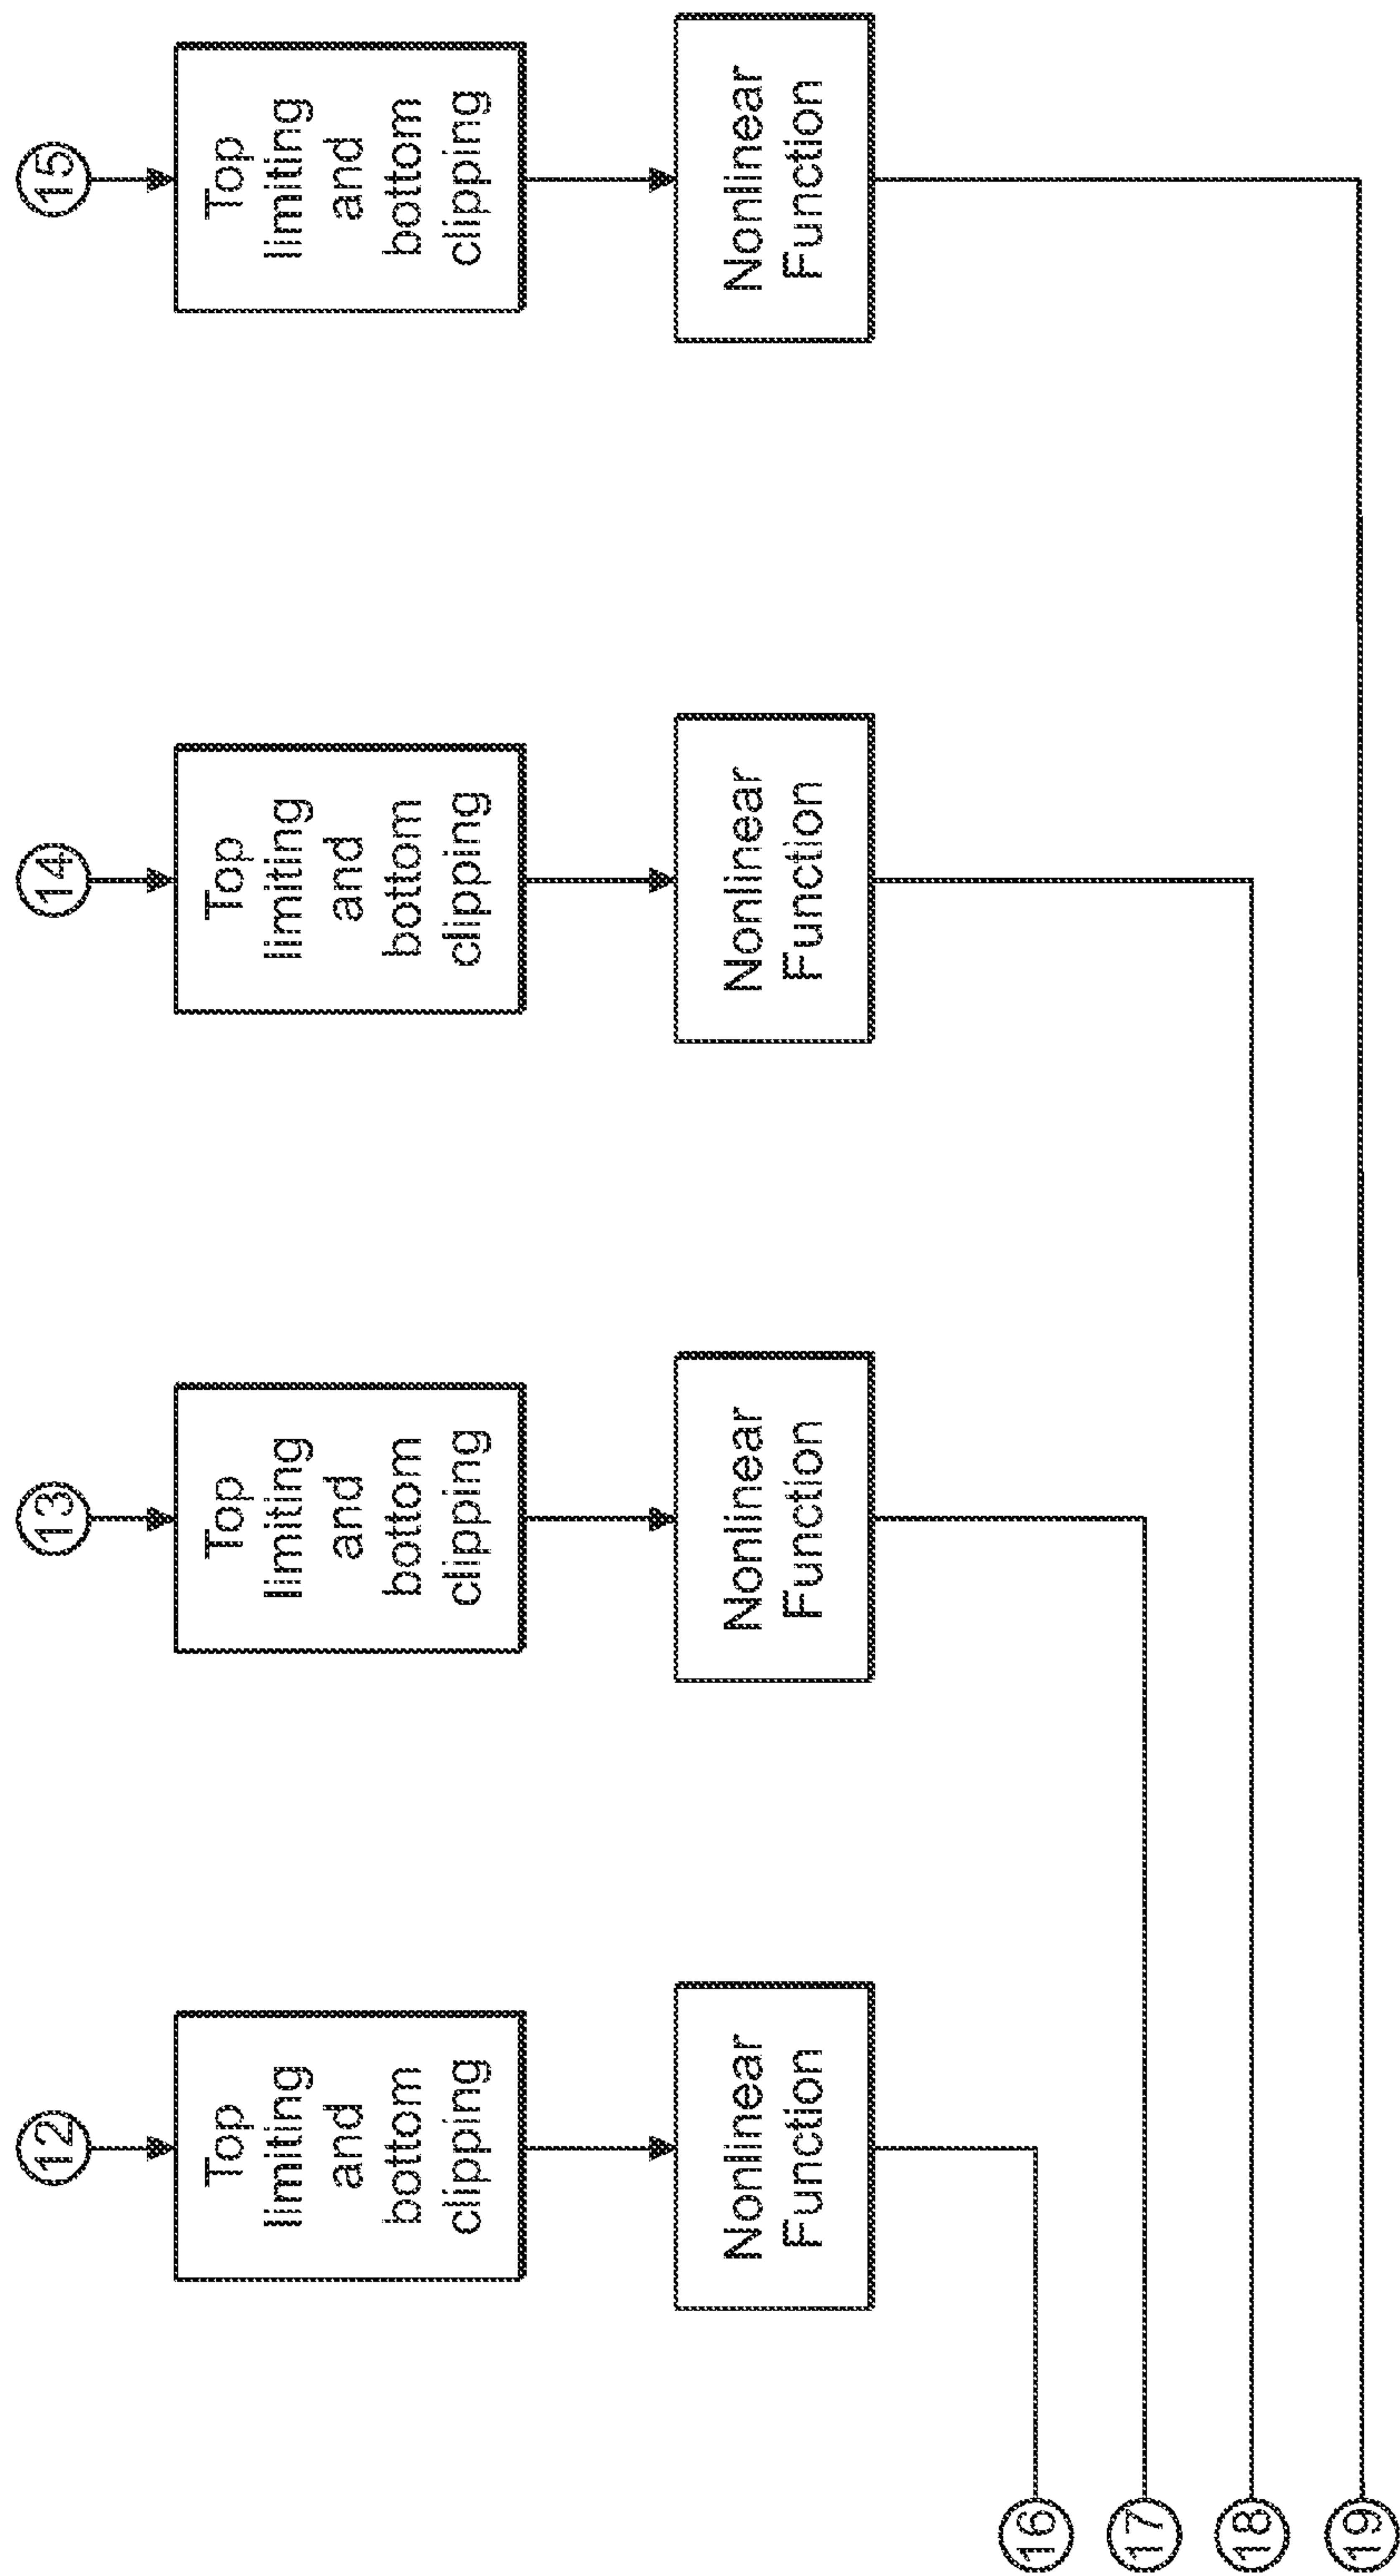 12
Top
limiting
and
bottom
clipping
Nonlinear
Function
13
Top
limiting
and
bottom
clipping
Nonlinear
Function
14
Top
limiting
and
bottom
clipping
Nonlinear
Function
15
Top
limiting
and
bottom
clipping
Nonlinear
Function
16
17
18
19